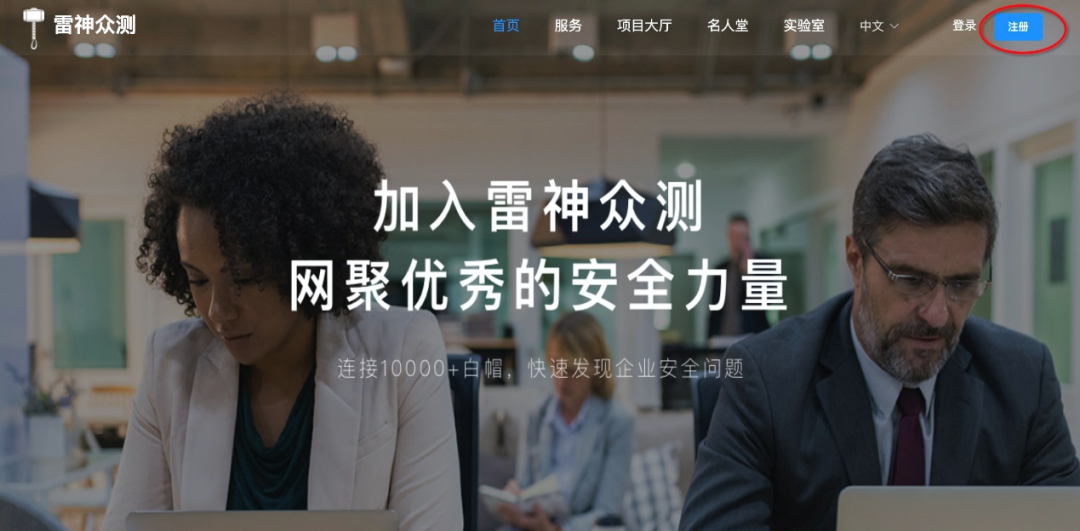 雷神众测
首页 服务 项目大厅 名人堂 实验室 中文 登录 注册
加入雷神众测
网聚优秀的安全力量
连接10000+白帽，快速发现企业安全问题